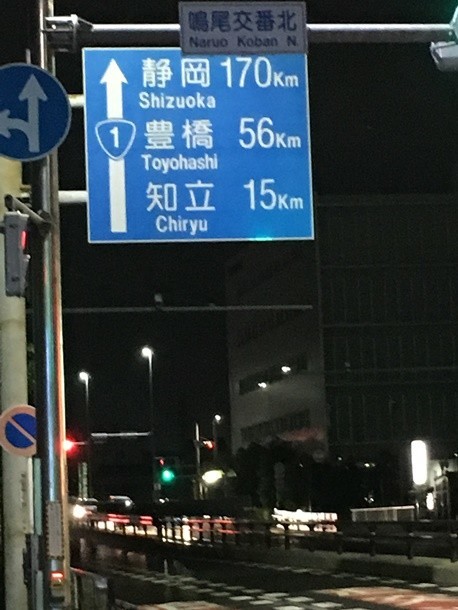 鳴尾交番北
Naruo Koban N.
静岡 170Km
Shizuoka
1
豊橋 56Km
Toyohashi
知立 15Km
Chiryu